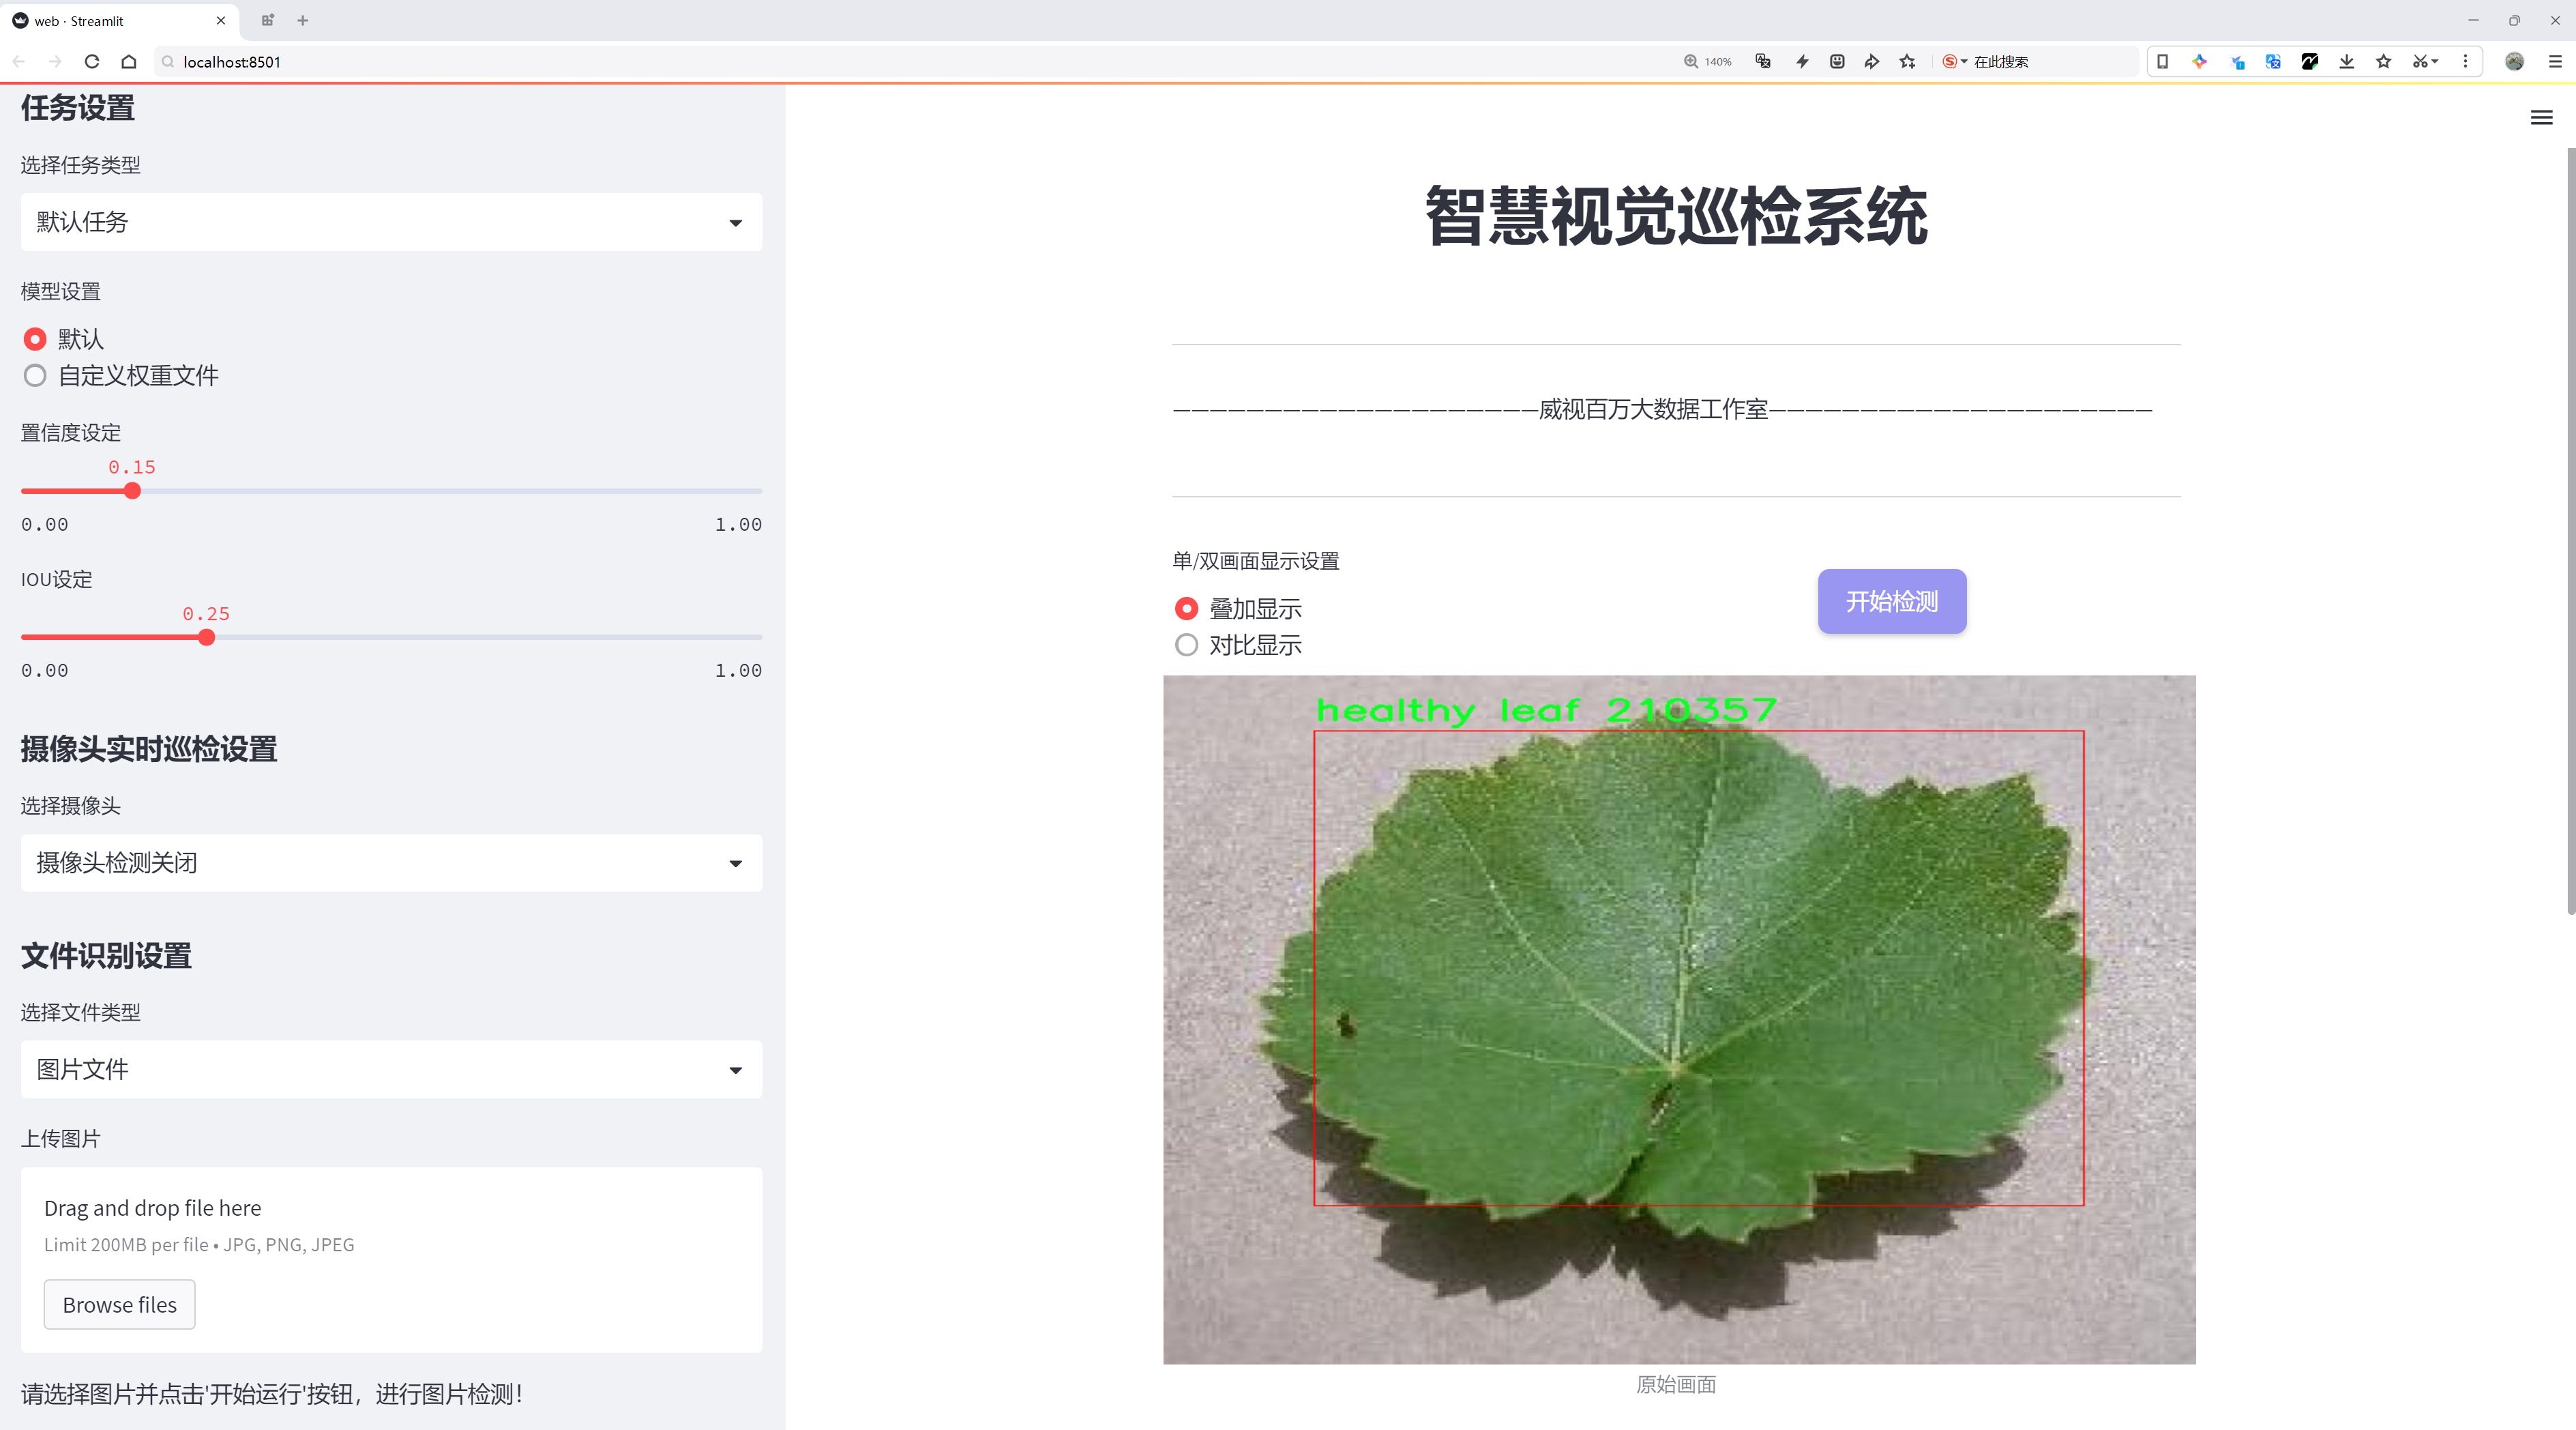 web · Streamlit
localhost:8501
140%
在此搜索
任务设置
选择任务类型
默认任务
模型设置
默认
自定义权重文件
置信度设定
0.15
0.00 1.00
IOU设定
0.25
0.00 1.00
摄像头实时巡检设置
选择摄像头
摄像头检测关闭
文件识别设置
选择文件类型
图片文件
上传图片
Drag and drop file here
Limit 200MB per file • JPG, PNG, JPEG
Browse files
请选择图片并点击'开始运行'按钮，进行图片检测！
智慧视觉巡检系统
————————————————————威视百万大数据工作室—————————————————————
单/双画面显示设置
叠加显示
对比显示
开始检测
healthy leaf 210357
原始画面